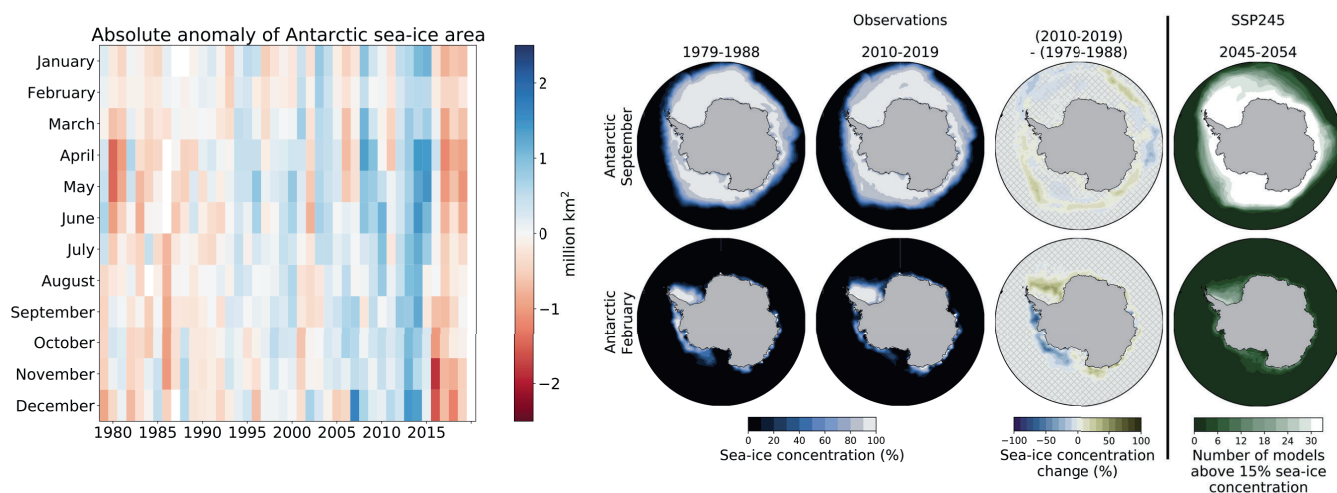 Absolute anomaly of Antarctic sea-ice area
January
February
March
April
May
June
July
August
September
October
November
December
1980 1985 1990 1995 2000 2005 2010 2015
2
1
0
−1
−2
million km²
Observations
SSP245
1979-1988
2010-2019
(2010-2019)
- (1979-1988)
2045-2054
Antarctic
September
Antarctic
February
0 20 40 60 80 100
Sea-ice concentration (%)
−100 −50 0 50 100
Sea-ice concentration
change (%)
0 6 12 18 24 30
Number of models
above 15% sea-ice
concentration